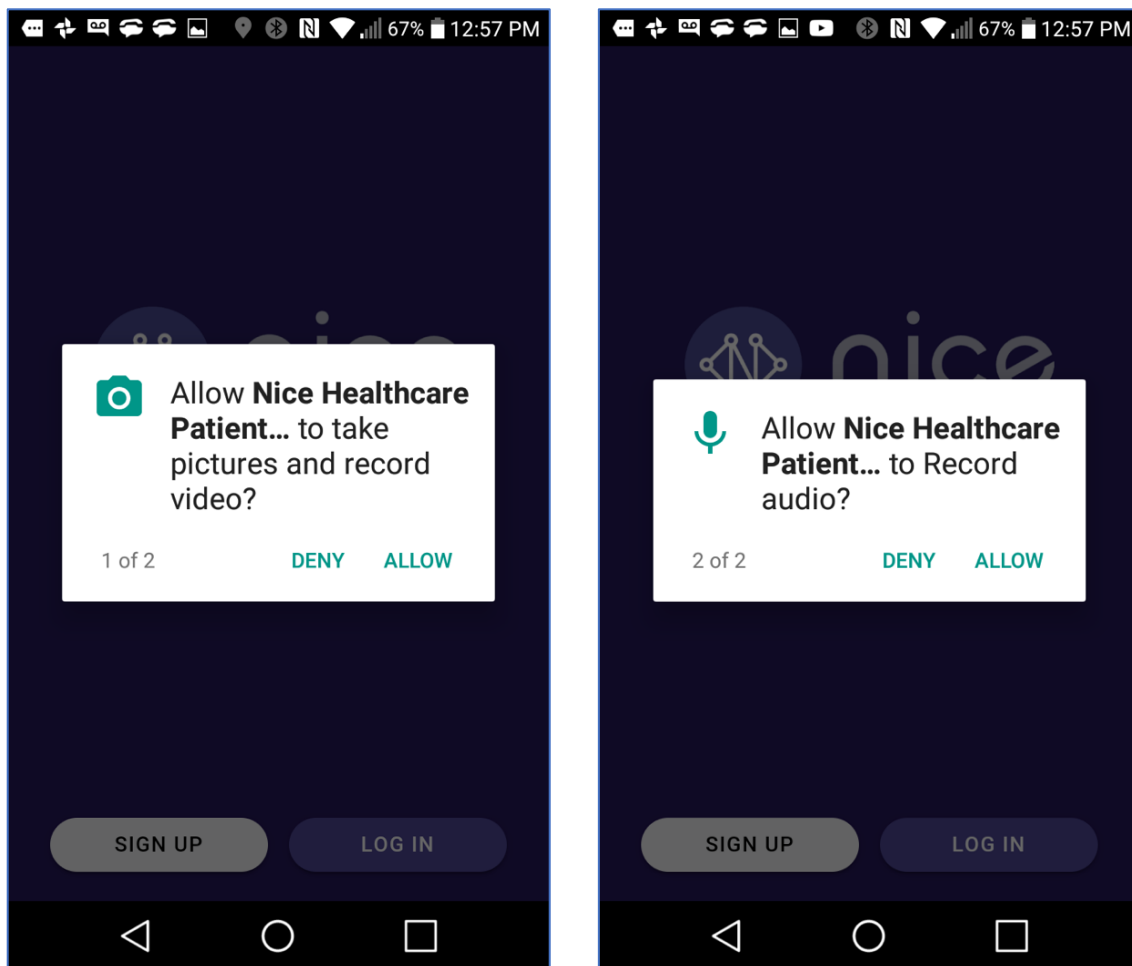 67% 12:57 PM
nice
Allow Nice Healthcare
Patient... to take
pictures and record
video?
1 of 2 DENY ALLOW
SIGN UP LOG IN
67% 12:57 PM
nice
Allow Nice Healthcare
Patient... to Record
audio?
2 of 2 DENY ALLOW
SIGN UP LOG IN